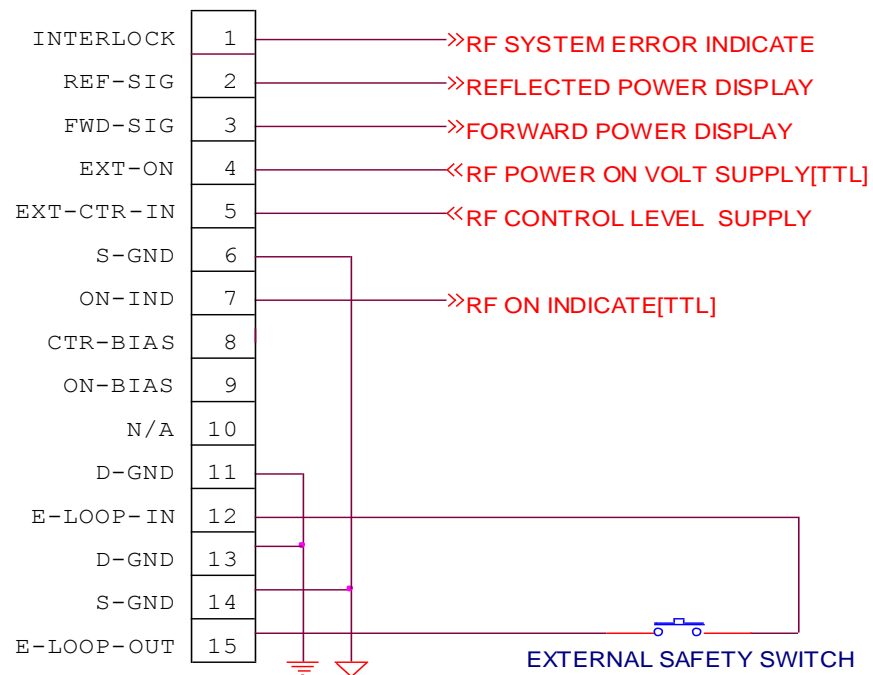 INTERLOCK 1 RF SYSTEM ERROR INDICATE
REF-SIG 2 REFLECTED POWER DISPLAY
FWD-SIG 3 FORWARD POWER DISPLAY
EXT-ON 4 RF POWER ON VOLT SUPPLY[TTL]
EXT-CTR-IN 5 RF CONTROL LEVEL SUPPLY
S-GND 6
ON-IND 7 RF ON INDICATE[TTL]
CTR-BIAS 8
ON-BIAS 9
N/A 10
D-GND 11
E-LOOP-IN 12
D-GND 13
S-GND 14
E-LOOP-OUT 15
EXTERNAL SAFETY SWITCH